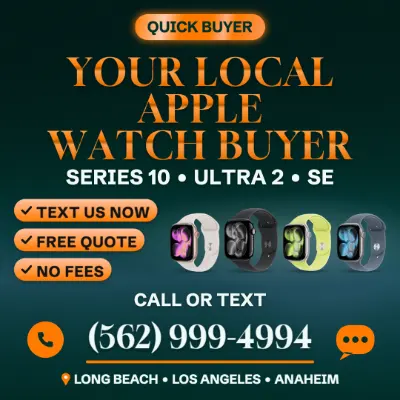 QUICK BUYER
YOUR LOCAL
APPLE
WATCH BUYER
SERIES 10 • ULTRA 2 • SE
✓ TEXT US NOW
✓ FREE QUOTE
✓ NO FEES
CALL OR TEXT
(562) 999-4994
LONG BEACH • LOS ANGELES • ANAHEIM